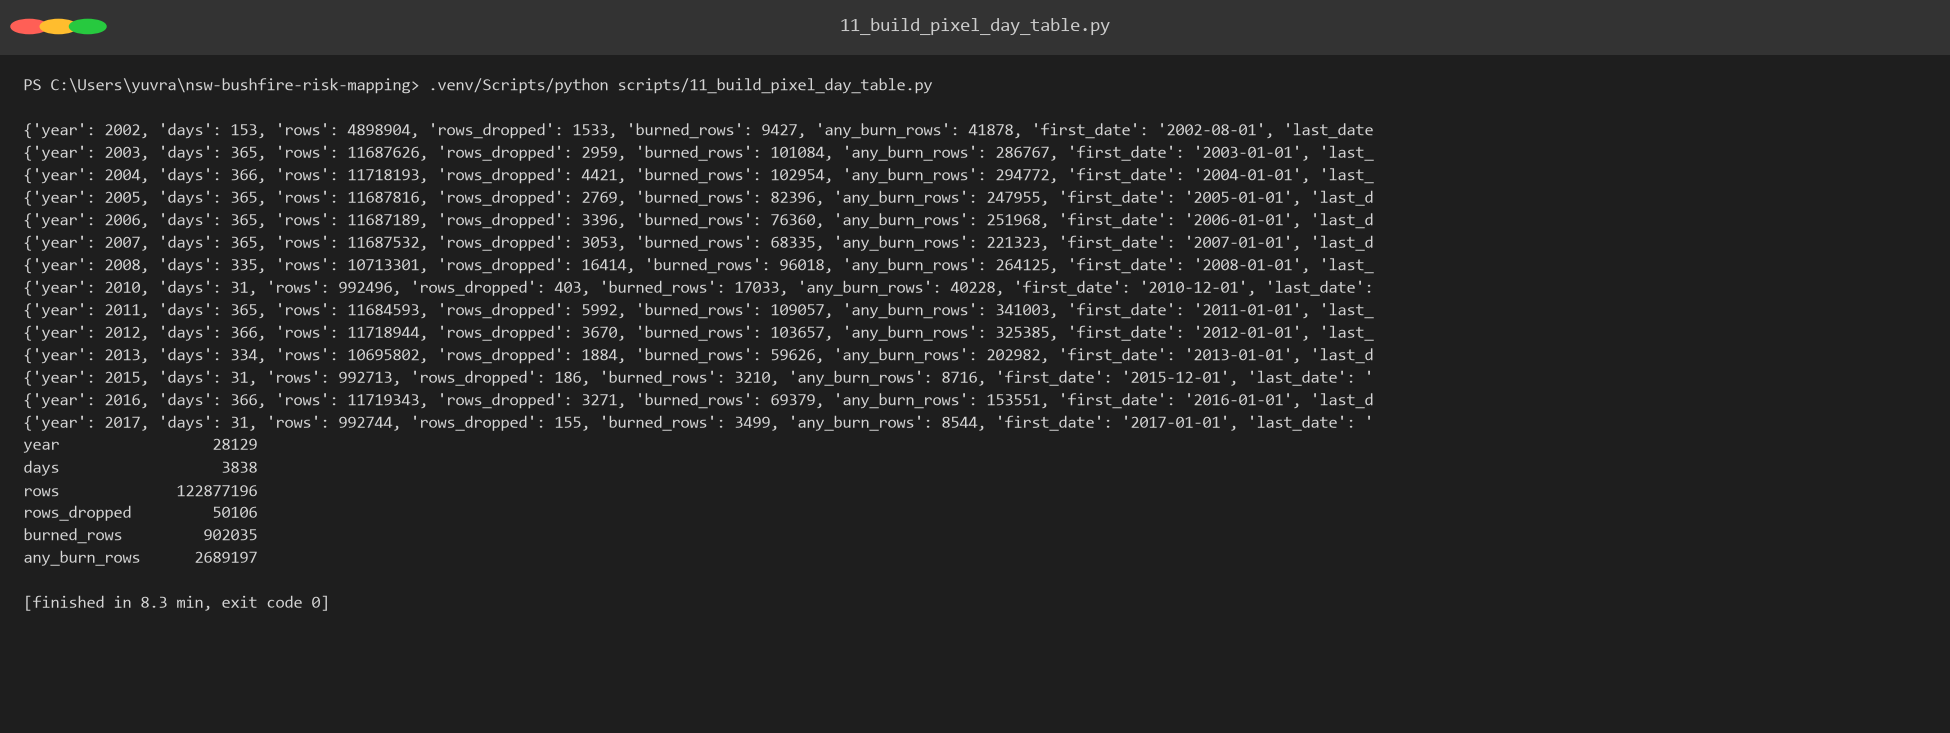 11_build_pixel_day_table.py
PS C:\Users\yuvra\nsw-bushfire-risk-mapping> .venv/Scripts/python scripts/11_build_pixel_day_table.py
{'year': 2002, 'days': 153, 'rows': 4898904, 'rows_dropped': 1533, 'burned_rows': 9427, 'any_burn_rows': 41878, 'first_date': '2002-08-01', 'last_date
{'year': 2003, 'days': 365, 'rows': 11687626, 'rows_dropped': 2959, 'burned_rows': 101084, 'any_burn_rows': 286767, 'first_date': '2003-01-01', 'last_
{'year': 2004, 'days': 366, 'rows': 11718193, 'rows_dropped': 4421, 'burned_rows': 102954, 'any_burn_rows': 294772, 'first_date': '2004-01-01', 'last_
{'year': 2005, 'days': 365, 'rows': 11687816, 'rows_dropped': 2769, 'burned_rows': 82396, 'any_burn_rows': 247955, 'first_date': '2005-01-01', 'last_d
{'year': 2006, 'days': 365, 'rows': 11687189, 'rows_dropped': 3396, 'burned_rows': 76360, 'any_burn_rows': 251968, 'first_date': '2006-01-01', 'last_d
{'year': 2007, 'days': 365, 'rows': 11687532, 'rows_dropped': 3053, 'burned_rows': 68335, 'any_burn_rows': 221323, 'first_date': '2007-01-01', 'last_d
{'year': 2008, 'days': 335, 'rows': 10713301, 'rows_dropped': 16414, 'burned_rows': 96018, 'any_burn_rows': 264125, 'first_date': '2008-01-01', 'last_
{'year': 2010, 'days': 31, 'rows': 992496, 'rows_dropped': 403, 'burned_rows': 17033, 'any_burn_rows': 40228, 'first_date': '2010-12-01', 'last_date':
{'year': 2011, 'days': 365, 'rows': 11684593, 'rows_dropped': 5992, 'burned_rows': 109057, 'any_burn_rows': 341003, 'first_date': '2011-01-01', 'last_
{'year': 2012, 'days': 366, 'rows': 11718944, 'rows_dropped': 3670, 'burned_rows': 103657, 'any_burn_rows': 325385, 'first_date': '2012-01-01', 'last_
{'year': 2013, 'days': 334, 'rows': 10695802, 'rows_dropped': 1884, 'burned_rows': 59626, 'any_burn_rows': 202982, 'first_date': '2013-01-01', 'last_d
{'year': 2015, 'days': 31, 'rows': 992713, 'rows_dropped': 186, 'burned_rows': 3210, 'any_burn_rows': 8716, 'first_date': '2015-12-01', 'last_date': '
{'year': 2016, 'days': 366, 'rows': 11719343, 'rows_dropped': 3271, 'burned_rows': 69379, 'any_burn_rows': 153551, 'first_date': '2016-01-01', 'last_d
{'year': 2017, 'days': 31, 'rows': 992744, 'rows_dropped': 155, 'burned_rows': 3499, 'any_burn_rows': 8544, 'first_date': '2017-01-01', 'last_date': '
year 28129
days 3838
rows 122877196
rows_dropped 50106
burned_rows 902035
any_burn_rows 2689197
[finished in 8.3 min, exit code 0]